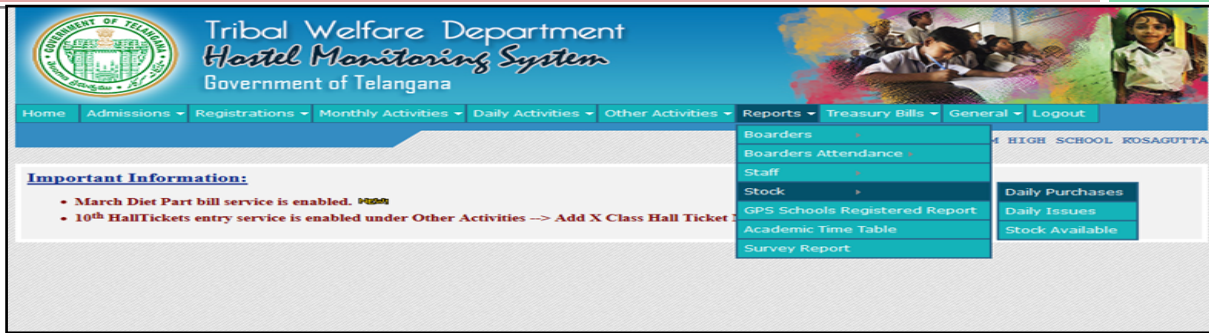 Tribal Welfare Department
Hostel Monitoring System
Government of Telangana
Home Admissions Registrations Monthly Activities Daily Activities Other Activities Reports Treasury Bills General Logout
HIGH SCHOOL KOSAGUTTA
Boarders
Boarders Attendance
Staff
Stock
GPS Schools Registered Report
Academic Time Table
Survey Report
Daily Purchases
Daily Issues
Stock Available
Important Information:
• March Diet Part bill service is enabled.
• 10th HallTickets entry service is enabled under Other Activities --> Add X Class Hall Ticket